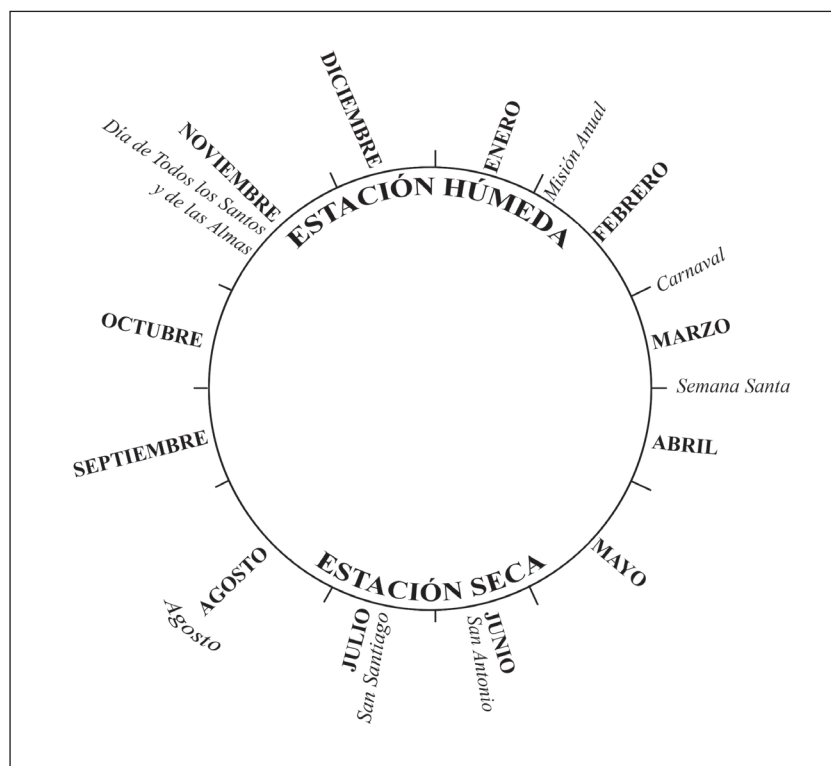 DICIEMBRE
ENERO
Misión Anual
FEBRERO
Carnaval
MARZO
Semana Santa
ABRIL
MAYO
JUNIO
San Antonio
JULIO
San Santiago
AGOSTO
Agosto
SEPTIEMBRE
OCTUBRE
NOVIEMBRE
Día de Todos los Santos
y de las Almas
ESTACIÓN HÚMEDA
ESTACIÓN SECA